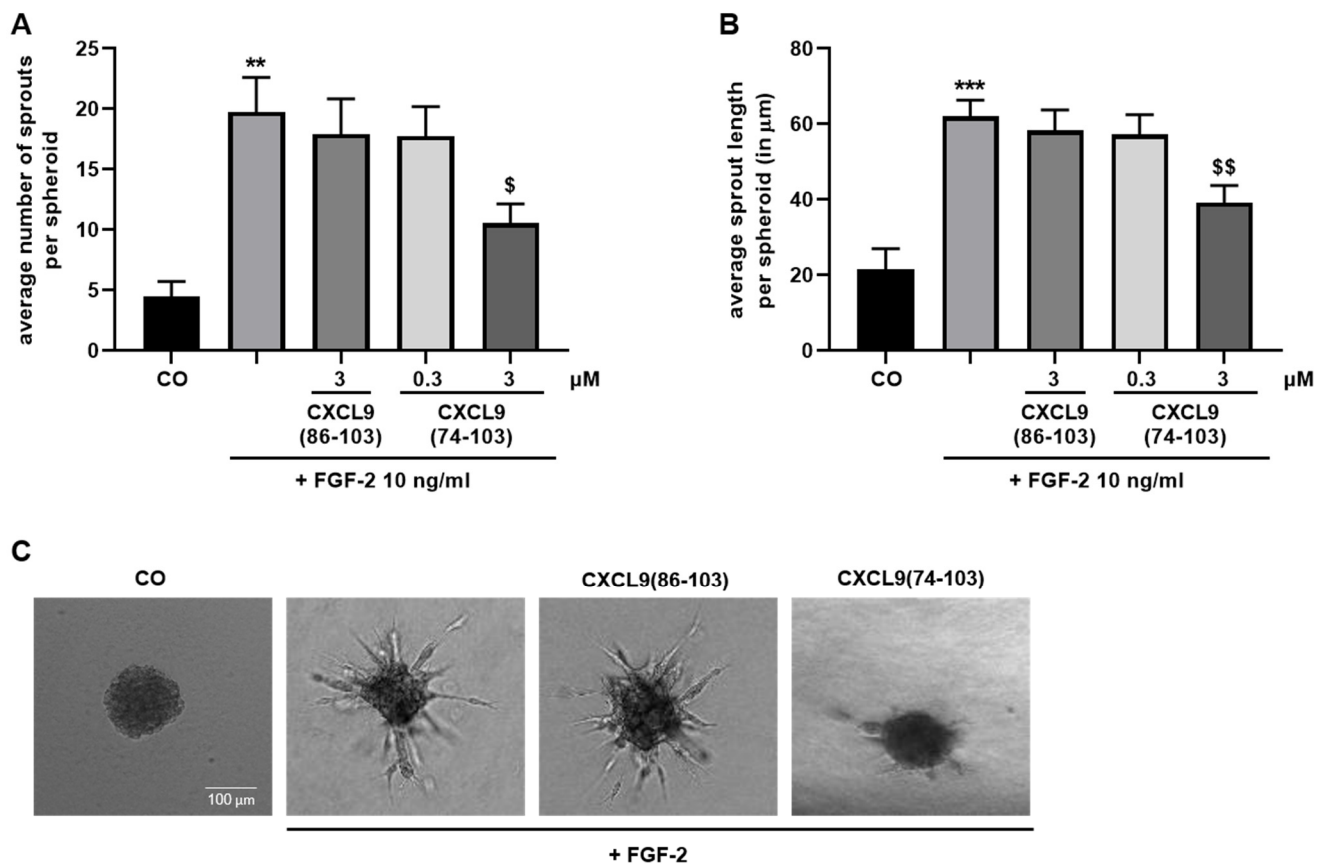 A
average number of sprouts
per spheroid
25
20
15
10
5
0
**
$
CO
3
0.3
3
µM
CXCL9
(86-103)
CXCL9
(74-103)
+ FGF-2 10 ng/ml
B
average sprout length
per spheroid (in µm)
80
60
40
20
0
***
$$
CO
3
0.3
3
µM
CXCL9
(86-103)
CXCL9
(74-103)
+ FGF-2 10 ng/ml
C
CO
CXCL9(86-103)
CXCL9(74-103)
100 µm
+ FGF-2